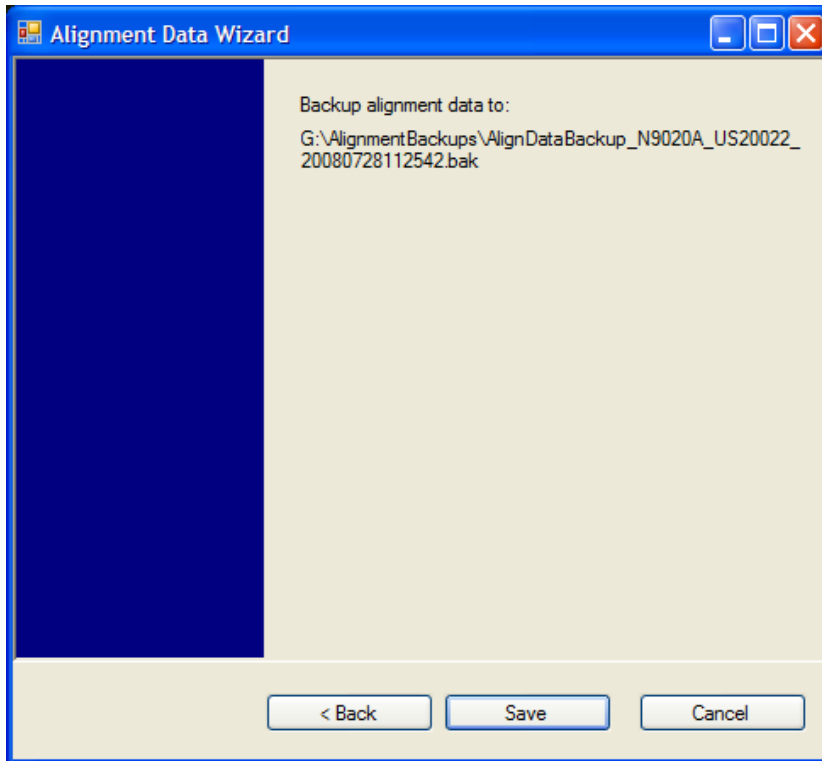 Alignment Data Wizard
Backup alignment data to:
G:\AlignmentBackups\AlignDataBackup_N9020A_US20022_
20080728112542.bak
< Back
Save
Cancel